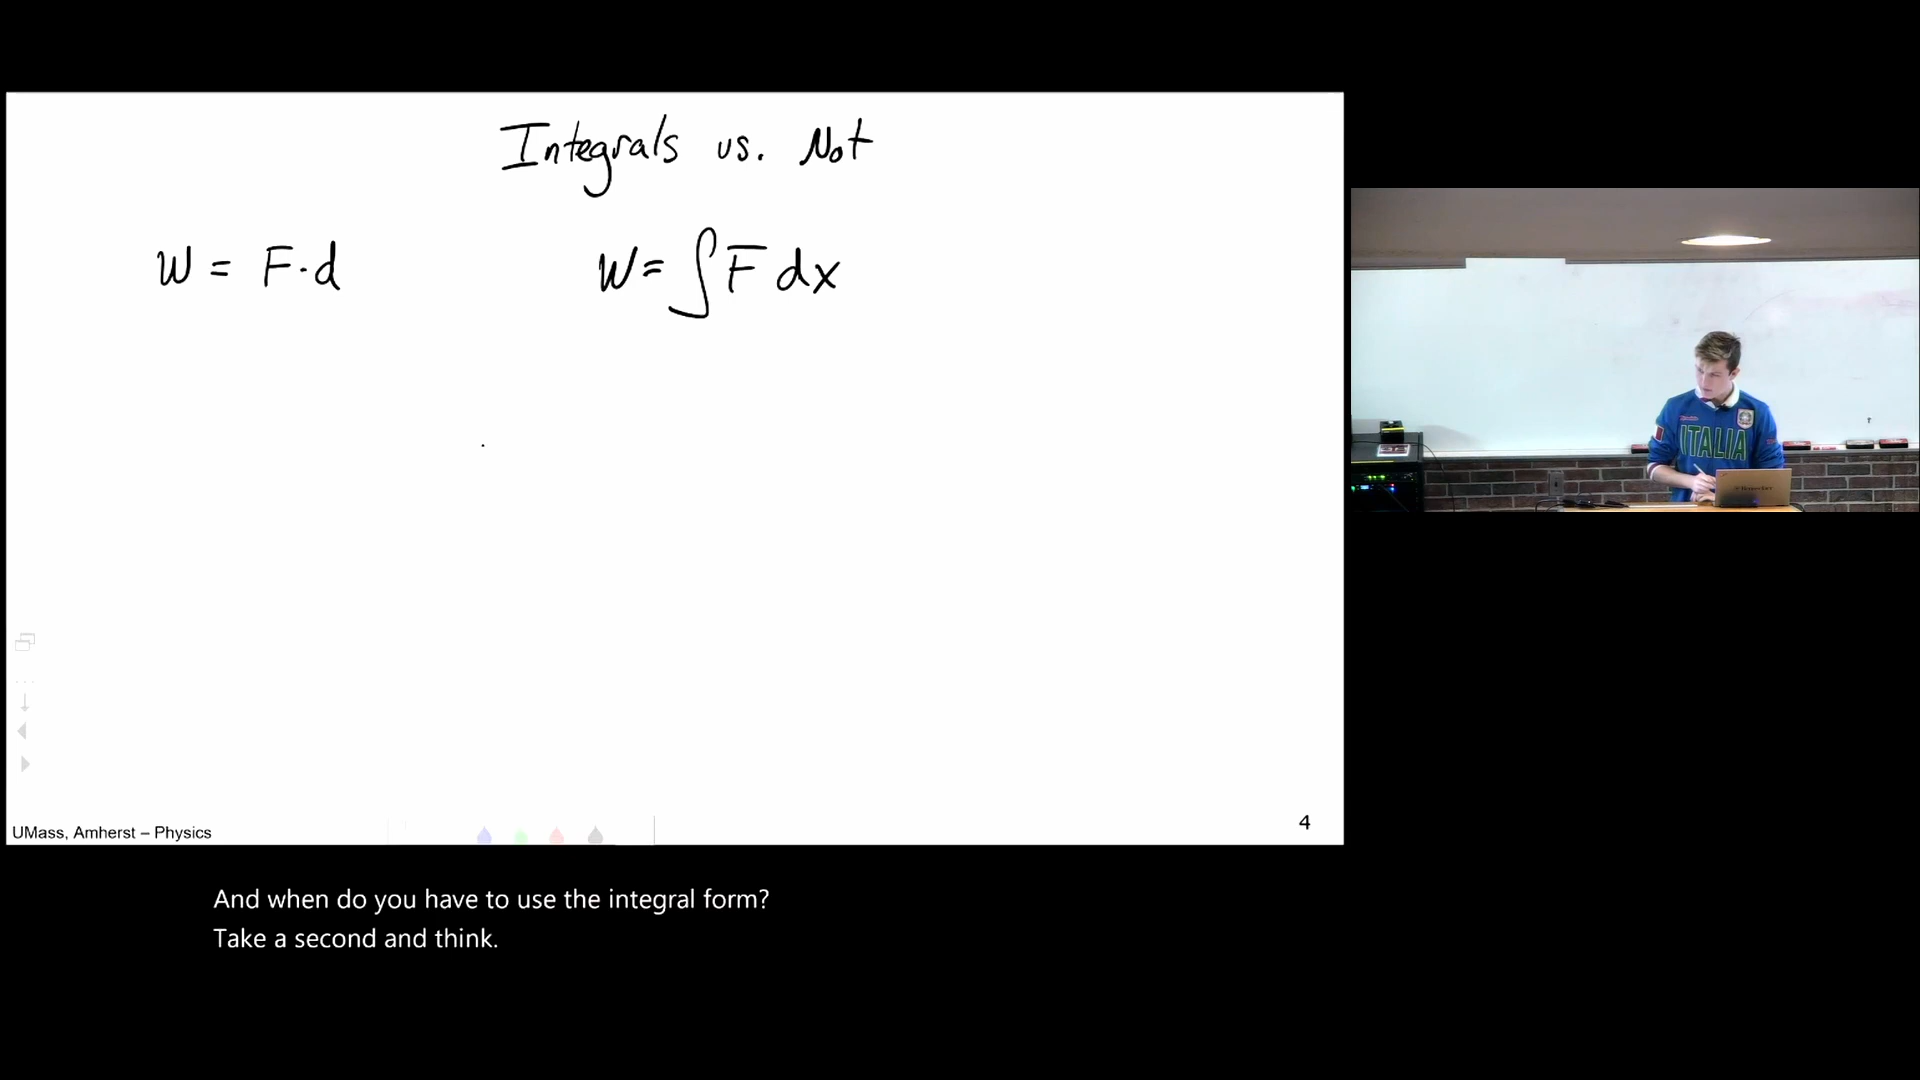 Integrals vs. Not
W = F·d
W = ∫ F dx
UMass, Amherst – Physics
4
ITALIA
And when do you have to use the integral form?
Take a second and think.